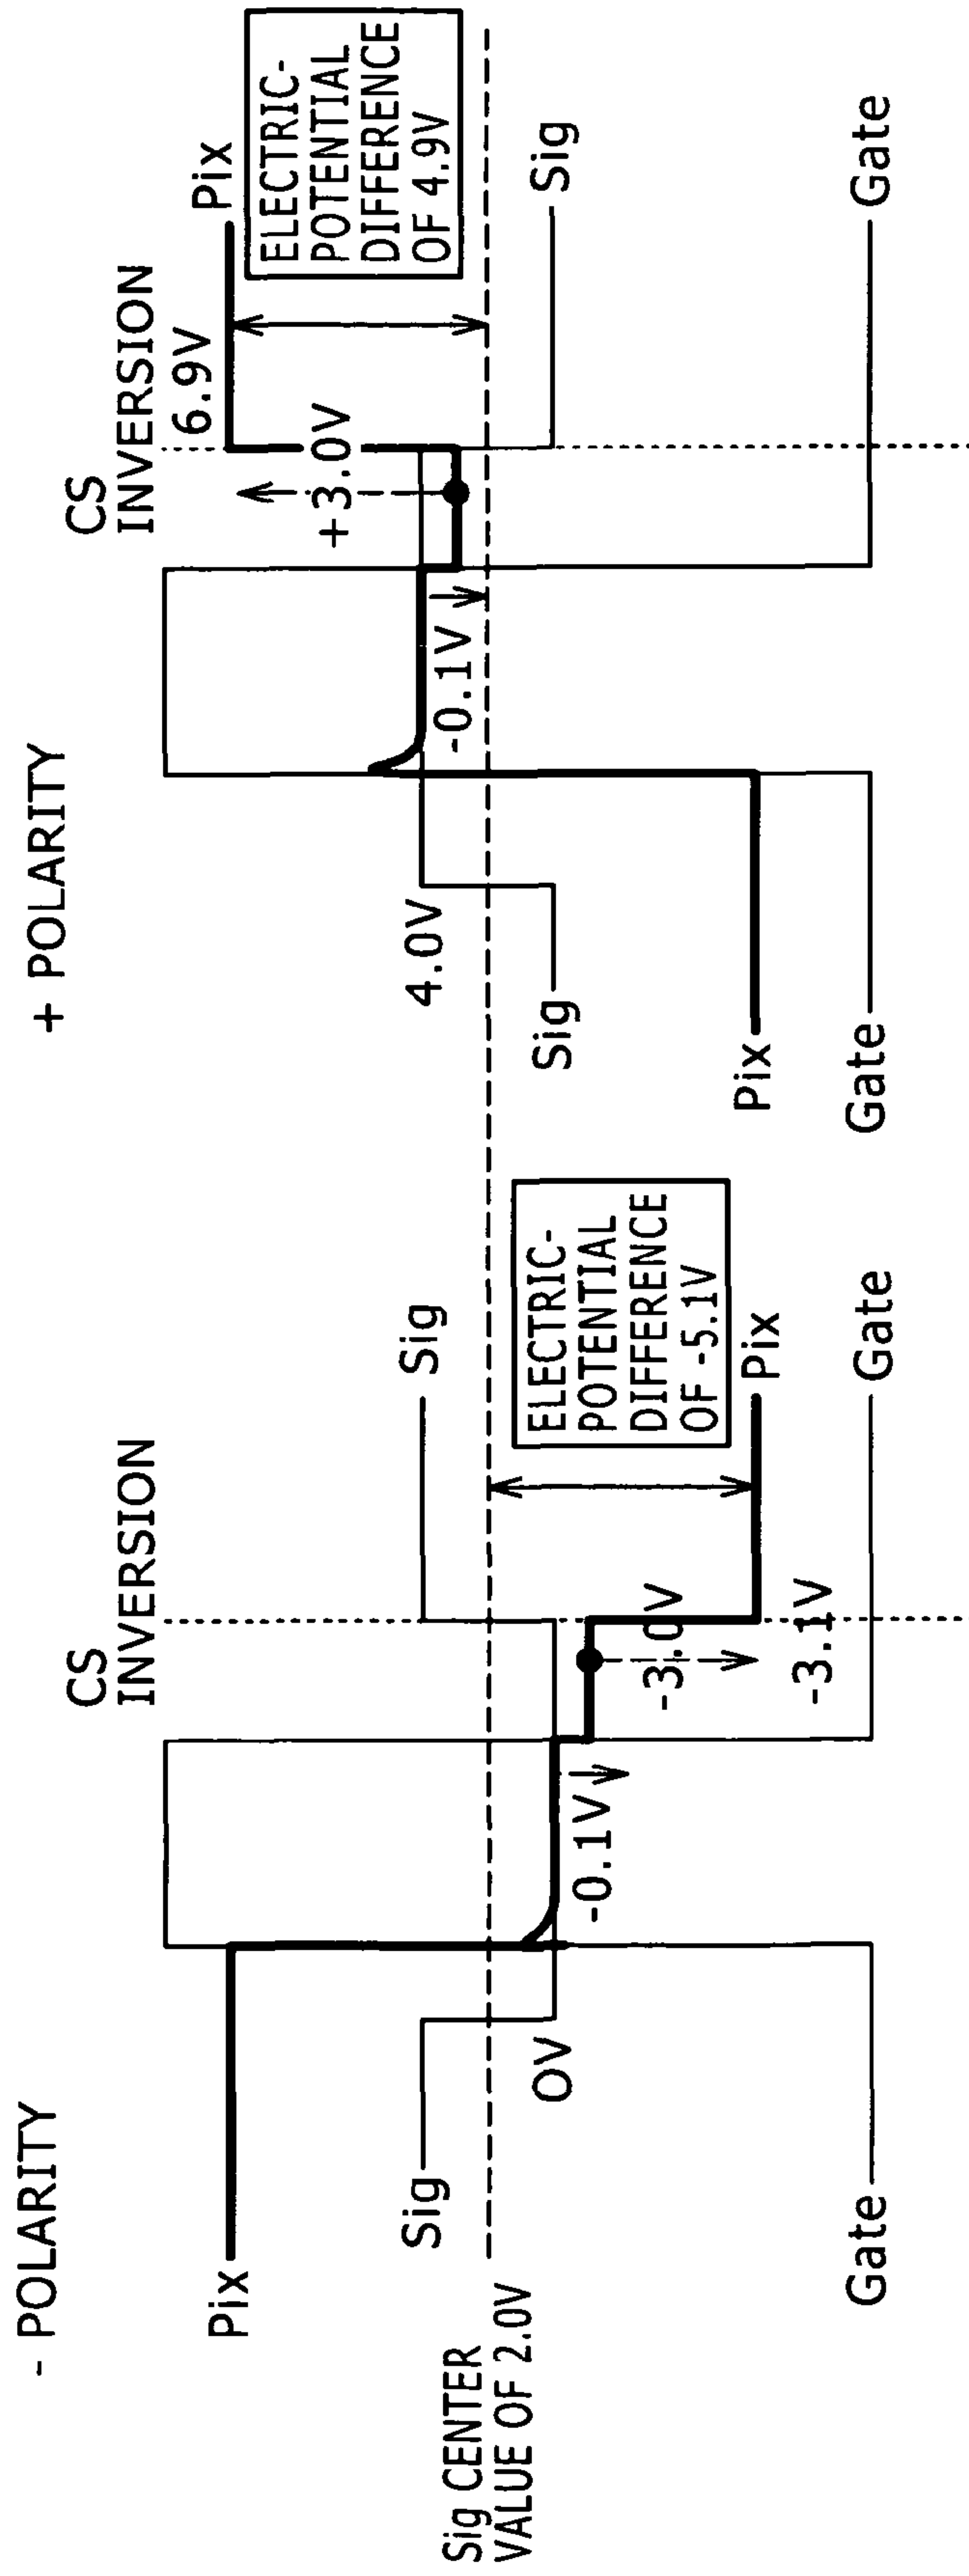 - POLARITY
+ POLARITY
CS
INVERSION
CS
INVERSION
Pix
6.9V
Pix
ELECTRIC-
POTENTIAL
DIFFERENCE
OF 4.9V
+3.0V
Sig
Sig
4.0V
-0.1V
Sig CENTER
VALUE OF 2.0V
0V
-0.1V
-3.0V
-3.1V
ELECTRIC-
POTENTIAL
DIFFERENCE
OF -5.1V
Sig
Sig
Pix
Pix
Gate
Gate
Gate
Gate